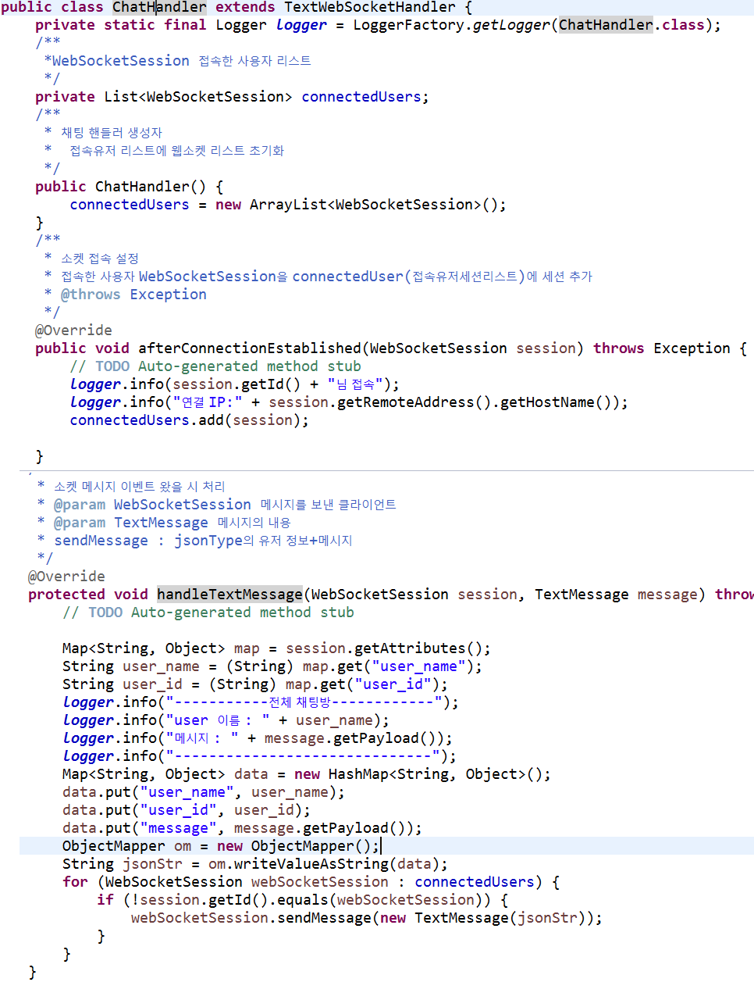 public class ChatHandler extends TextWebSocketHandler {
    private static final Logger logger = LoggerFactory.getLogger(ChatHandler.class);
    /**
     *WebSocketSession 접속한 사용자 리스트
     */
    private List<WebSocketSession> connectedUsers;
    /**
     * 채팅 핸들러 생성자
     *  접속유저 리스트에 웹소켓 리스트 초기화
     */
    public ChatHandler() {
        connectedUsers = new ArrayList<WebSocketSession>();
    }
    /**
     * 소켓 접속 설정
     * 접속한 사용자 WebSocketSession을 connectedUser(접속유저세션리스트)에 세션 추가
     * @throws Exception
     */
    @Override
    public void afterConnectionEstablished(WebSocketSession session) throws Exception {
        // TODO Auto-generated method stub
        logger.info(session.getId() + "님 접속");
        logger.info("연결 IP:" + session.getRemoteAddress().getHostName());
        connectedUsers.add(session);

    }
     * 소켓 메시지 이벤트 왔을 시 처리
     * @param WebSocketSession 메시지를 보낸 클라이언트
     * @param TextMessage 메시지의 내용
     * sendMessage : jsonType의 유저 정보+메시지
     */
    @Override
    protected void handleTextMessage(WebSocketSession session, TextMessage message) throw
        // TODO Auto-generated method stub

        Map<String, Object> map = session.getAttributes();
        String user_name = (String) map.get("user_name");
        String user_id = (String) map.get("user_id");
        logger.info("-----------전체 채팅방------------");
        logger.info("user 이름 : " + user_name);
        logger.info("메시지 : " + message.getPayload());
        logger.info("------------------------------");
        Map<String, Object> data = new HashMap<String, Object>();
        data.put("user_name", user_name);
        data.put("user_id", user_id);
        data.put("message", message.getPayload());
        ObjectMapper om = new ObjectMapper();
        String jsonStr = om.writeValueAsString(data);
        for (WebSocketSession webSocketSession : connectedUsers) {
            if (!session.getId().equals(webSocketSession)) {
                webSocketSession.sendMessage(new TextMessage(jsonStr));
            }
        }
    }